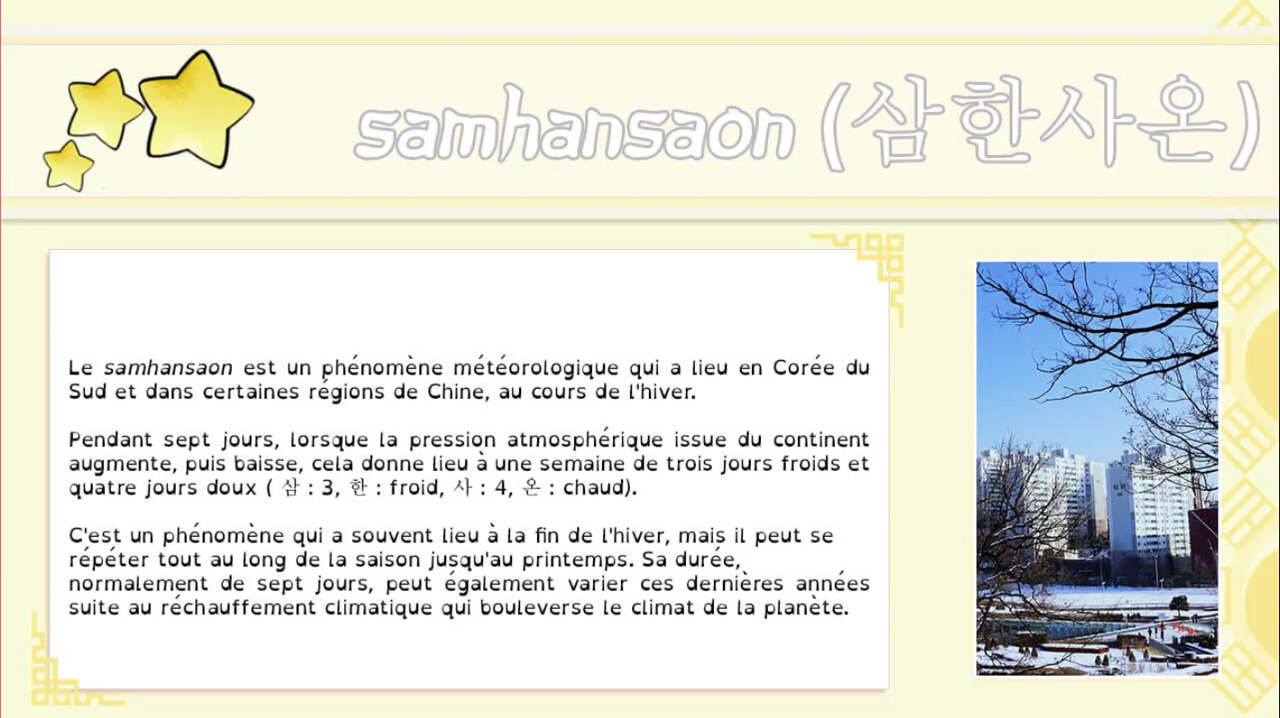 samhansaon (삼한사온)
Le samhansaon est un phénomène météorologique qui a lieu en Corée du
Sud et dans certaines régions de Chine, au cours de l'hiver.
Pendant sept jours, lorsque la pression atmosphérique issue du continent
augmente, puis baisse, cela donne lieu à une semaine de trois jours froids et
quatre jours doux ( 삼 : 3, 한 : froid, 사 : 4, 온 : chaud).
C'est un phénomène qui a souvent lieu à la fin de l'hiver, mais il peut se
répéter tout au long de la saison jusqu'au printemps. Sa durée,
normalement de sept jours, peut également varier ces dernières années
suite au réchauffement climatique qui bouleverse le climat de la planète.